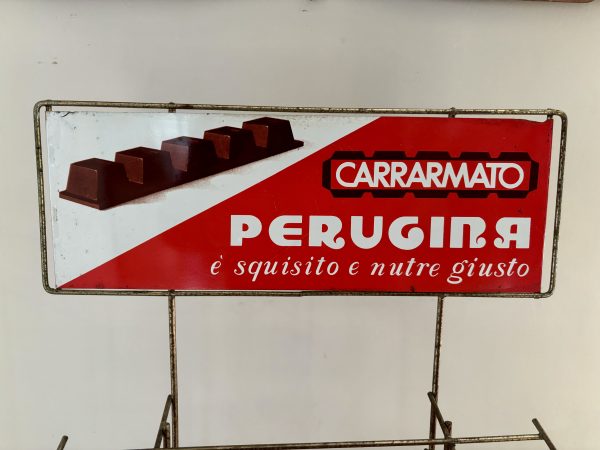 CARRARMATO
PERUGINA
è squisito e nutre giusto